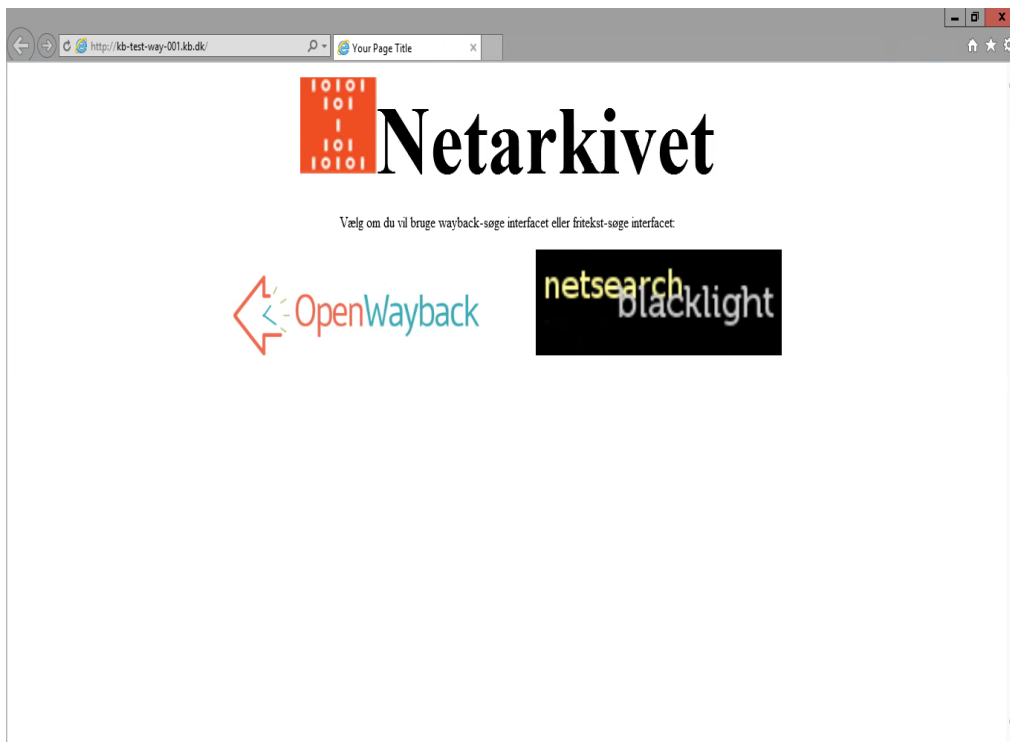 http://kb-test-way-001.kb.dk/
Your Page Title
10101
101
1
101
10101
Netarkivet
Vælg om du vil bruge wayback-søge interfacet eller fritekst-søge interfacet:
OpenWayback
netsearch
blacklight